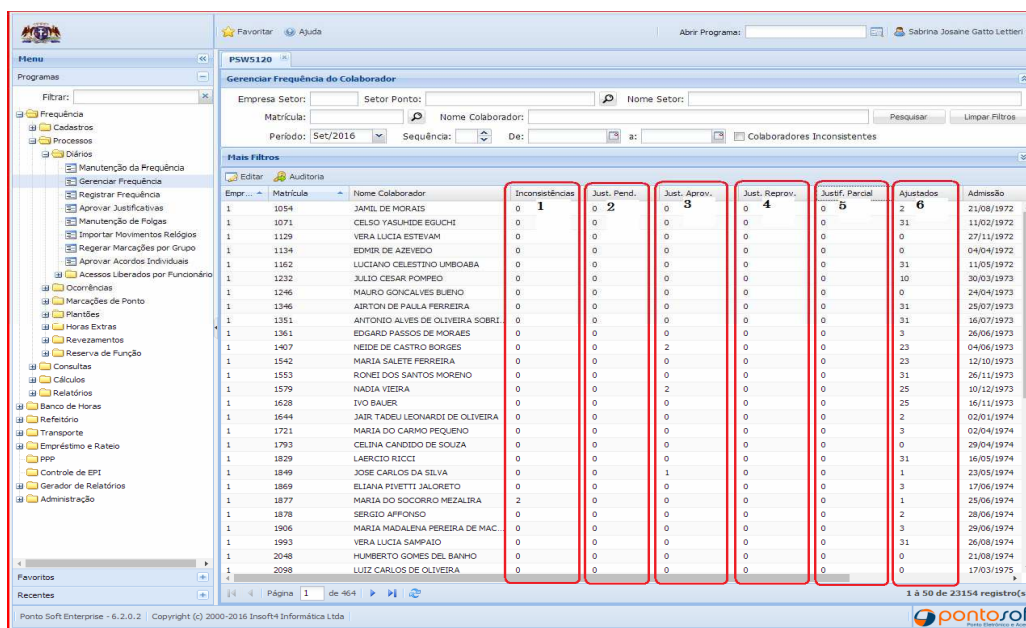 Favoritar Ajuda Abrir Programa: Sabrina Josaine Gatto Lettieri
Menu
Programas
Filtrar:
Frequência
Cadastros
Processos
Diários
Manutenção da Frequência
Gerenciar Frequência
Registrar Frequência
Aprovar Justificativas
Manutenção de Folgas
Importar Movimentos Relógios
Regerar Marcações por Grupo
Aprovar Acordos Individuais
Acessos Liberados por Funcionário
Ocorrências
Marcações de Ponto
Plantões
Horas Extras
Revezamentos
Reserva de Função
Consultas
Cálculos
Relatórios
Banco de Horas
Refeitório
Transporte
Empréstimo e Rateio
PPP
Controle de EPI
Gerador de Relatórios
Administração
Favoritos
Recentes
PSW5120
Gerenciar Frequência do Colaborador
Empresa Setor: Setor Ponto: Nome Setor:
Matrícula: Nome Colaborador: Pesquisar Limpar Filtros
Período: Set/2016 Sequência: De: a: Colaboradores Inconsistentes
Mais Filtros
Editar Auditoria
Empr... Matrícula Nome Colaborador Inconsistências Just. Pend. Just. Aprov. Just. Reprov. Justif. Parcial Ajustados Admissão
1 2 3 4 5 6
1 1054 JAMIL DE MORAIS 0 0 0 0 0 2 21/08/1972
1 1071 CELSO YASUHIDE EGUCHI 0 0 0 0 0 31 11/02/1972
1 1129 VERA LUCIA ESTEVAM 0 0 0 0 0 0 27/11/1972
1 1134 EDMIR DE AZEVEDO 0 0 0 0 0 0 04/04/1972
1 1162 LUCIANO CELESTINO UMBOABA 0 0 0 0 0 31 11/05/1972
1 1232 JULIO CESAR POMPEO 0 0 0 0 0 10 30/03/1973
1 1246 MAURO GONCALVES BUENO 0 0 0 0 0 0 24/04/1973
1 1346 AIRTON DE PAULA FERREIRA 0 0 0 0 0 31 25/07/1973
1 1351 ANTONIO ALVES DE OLIVEIRA SOBRI... 0 0 0 0 0 31 16/07/1973
1 1361 EDGARD PASSOS DE MORAES 0 0 0 0 0 3 26/06/1973
1 1407 NEIDE DE CASTRO BORGES 0 0 2 0 0 23 04/06/1973
1 1542 MARIA SALETE FERREIRA 0 0 0 0 0 23 12/10/1973
1 1553 RONEI DOS SANTOS MORENO 0 0 0 0 0 31 26/11/1973
1 1579 NADIA VIEIRA 0 0 2 0 0 25 10/12/1973
1 1628 IVO BAUER 0 0 0 0 0 25 16/11/1973
1 1644 JAIR TADEU LEONARDI DE OLIVEIRA 0 0 0 0 0 2 02/01/1974
1 1721 MARIA DO CARMO PEQUENO 0 0 0 0 0 3 02/04/1974
1 1793 CELINA CANDIDO DE SOUZA 0 0 0 0 0 0 29/04/1974
1 1829 LAERCIO RICCI 0 0 0 0 0 31 16/05/1974
1 1849 JOSE CARLOS DA SILVA 0 0 1 0 0 1 23/05/1974
1 1869 ELIANA PIVETTI JALORETO 0 0 0 0 0 3 17/06/1974
1 1877 MARIA DO SOCORRO MEZALIRA 2 0 0 0 0 1 25/06/1974
1 1878 SERGIO AFFONSO 0 0 0 0 0 2 28/06/1974
1 1906 MARIA MADALENA PEREIRA DE MAC... 0 0 0 0 0 3 29/06/1974
1 1993 VERA LUCIA SAMPAIO 0 0 0 0 0 31 26/08/1974
1 2048 HUMBERTO GOMES DEL BANHO 0 0 0 0 0 0 21/08/1974
1 2098 LUIZ CARLOS DE OLIVEIRA 0 0 0 0 0 0 17/03/1975
Página 1 de 464 1 à 50 de 23154 registro(s
Ponto Soft Enterprise - 6.2.0.2 Copyright (c) 2000-2016 Insoft4 Informática Ltda
pontosof
Ponto Eletrônico e Ace